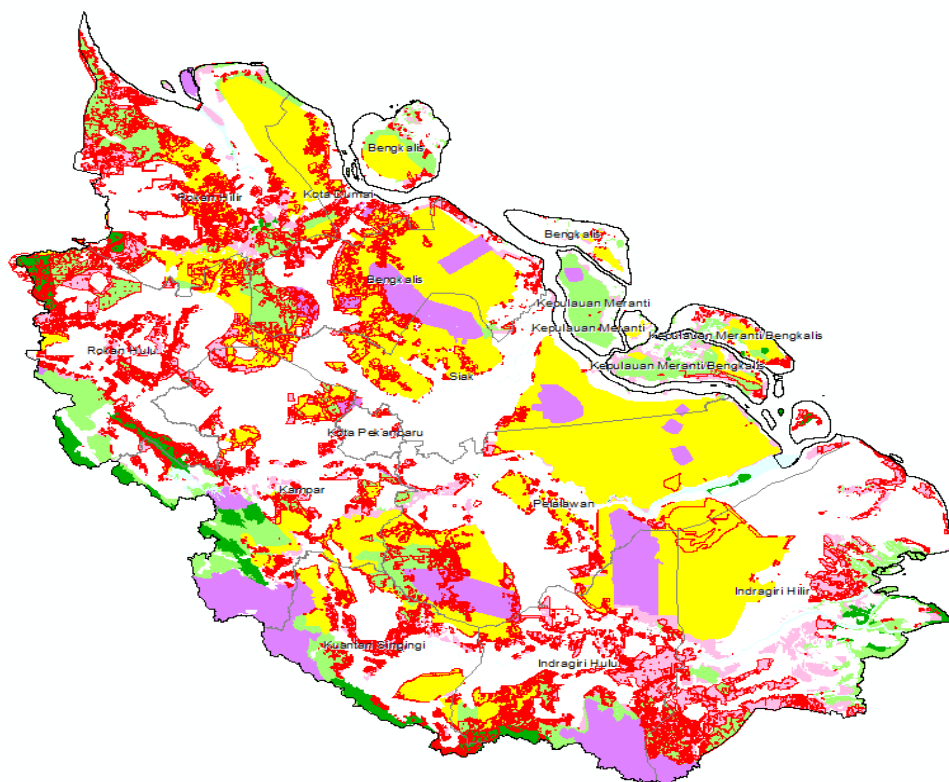 Bengkalis
Rokan Hilir
Kota Dumai
Bengkalis
Bengkalis
Kepulauan Meranti
Kepulauan Meranti
Kepulauan Meranti/Bengkalis
Rokan Hulu
Kepulauan Meranti/Bengkalis
Siak
Kota Pekanbaru
Kampar
Pelalawan
Indragiri Hilir
Kuantan Singingi
Indragiri Hulu